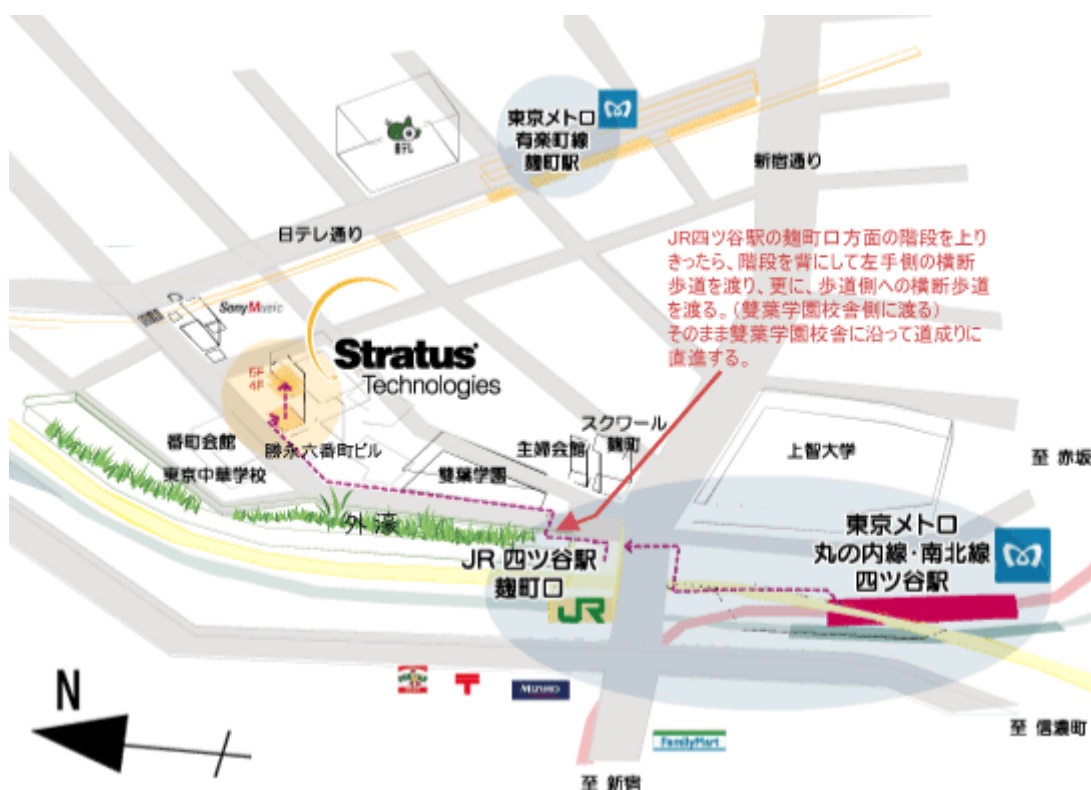 東京メトロ
有楽町線
麹町駅
新宿通り
日テレ
日テレ通り
JR四ツ谷駅の麹町口方面の階段を上り
きったら、階段を背にして左手側の横断
歩道を渡り、更に、歩道側への横断歩道
を渡る。(雙葉学園校舎側に渡る)
そのまま雙葉学園校舎に沿って道成りに
直進する。
SonyMusic
Stratus
Technologies
5F
4F
スクワール
麹町
主婦会館
上智大学
至 赤坂
番町会館
勝永六番町ビル
東京中華学校
雙葉学園
外濠
東京メトロ
丸の内線・南北線
四ツ谷駅
JR 四ツ谷駅
麹町口
JR
N
MIZUHO
至 信濃町
FamilyMart
至 新宿